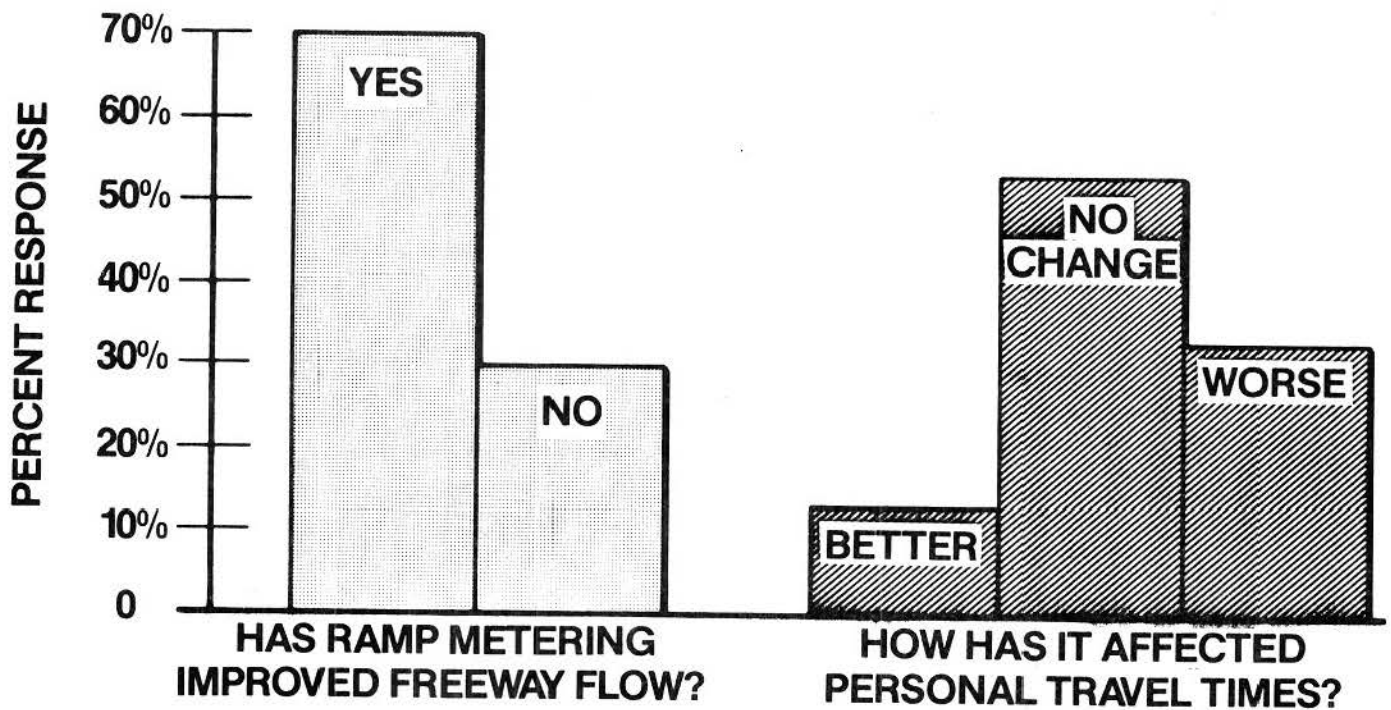 PERCENT RESPONSE
70%
60%
50%
40%
30%
20%
10%
0
YES
NO
BETTER
NO
CHANGE
WORSE
HAS RAMP METERING
IMPROVED FREEWAY FLOW?
HOW HAS IT AFFECTED
PERSONAL TRAVEL TIMES?